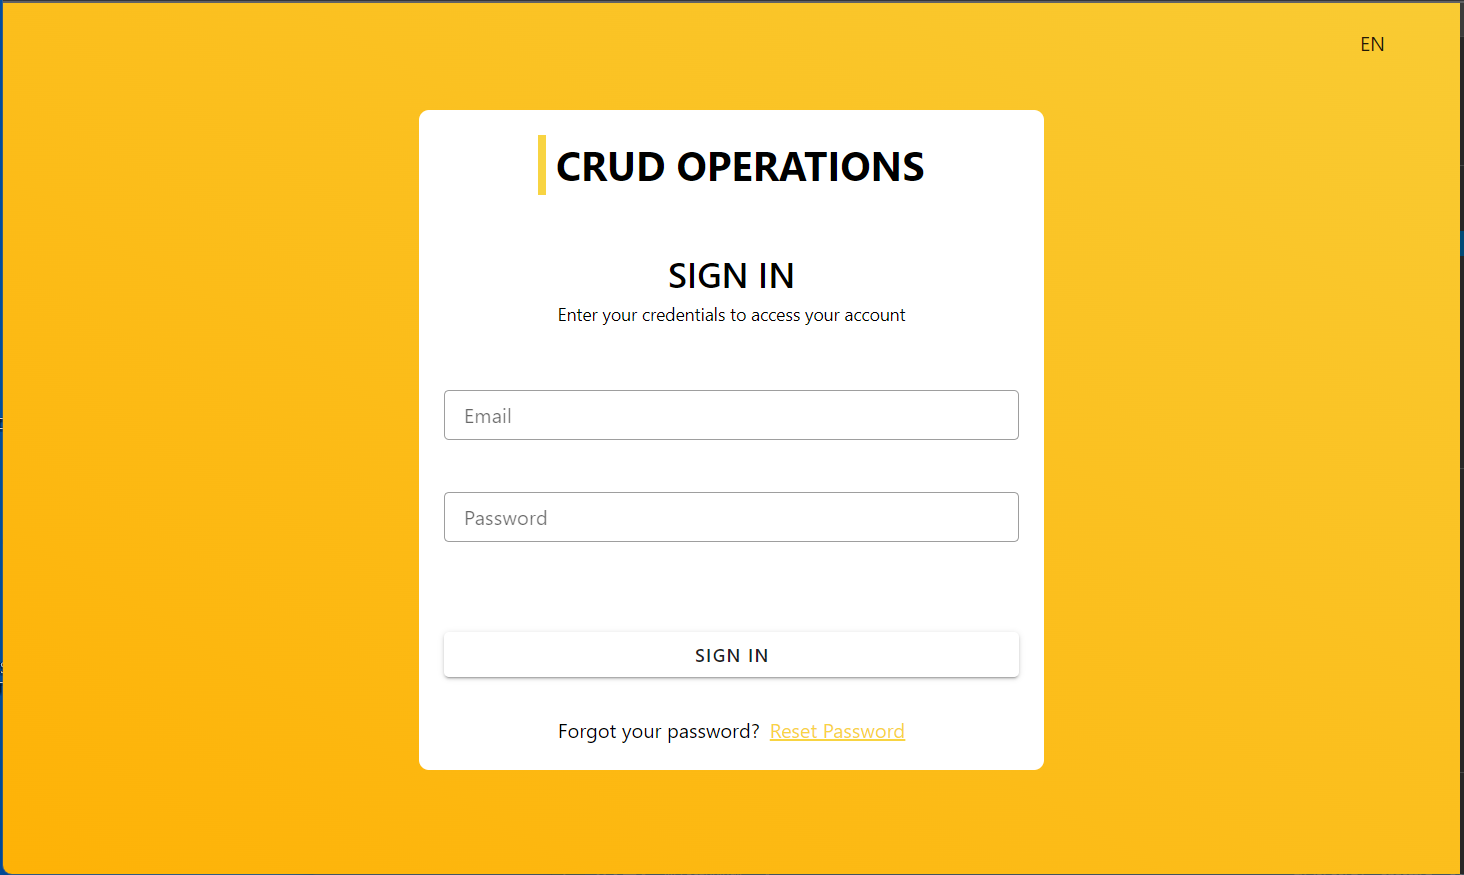 EN
CRUD OPERATIONS
SIGN IN
Enter your credentials to access your account
Email
Password
SIGN IN
Forgot your password? Reset Password